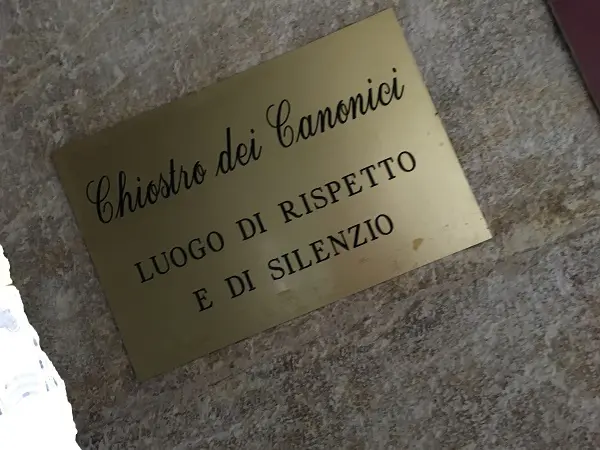 Chiostro dei Canonici
LUOGO DI RISPETTO
E DI SILENZIO